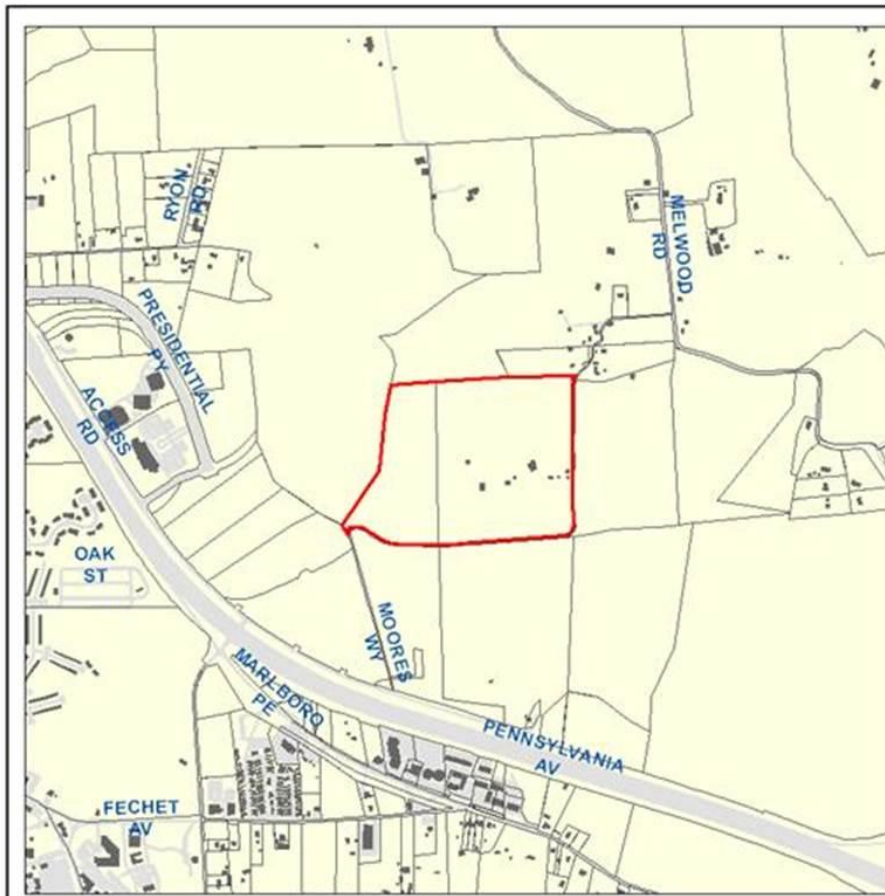 RYON
RD
MELWOOD
RD
PRESIDENTIAL
PY
ACCESS
RD
OAK
ST
MOORES
WY
MARLBORO
PE
PENNSYLVANIA
AV
FECHET
AV